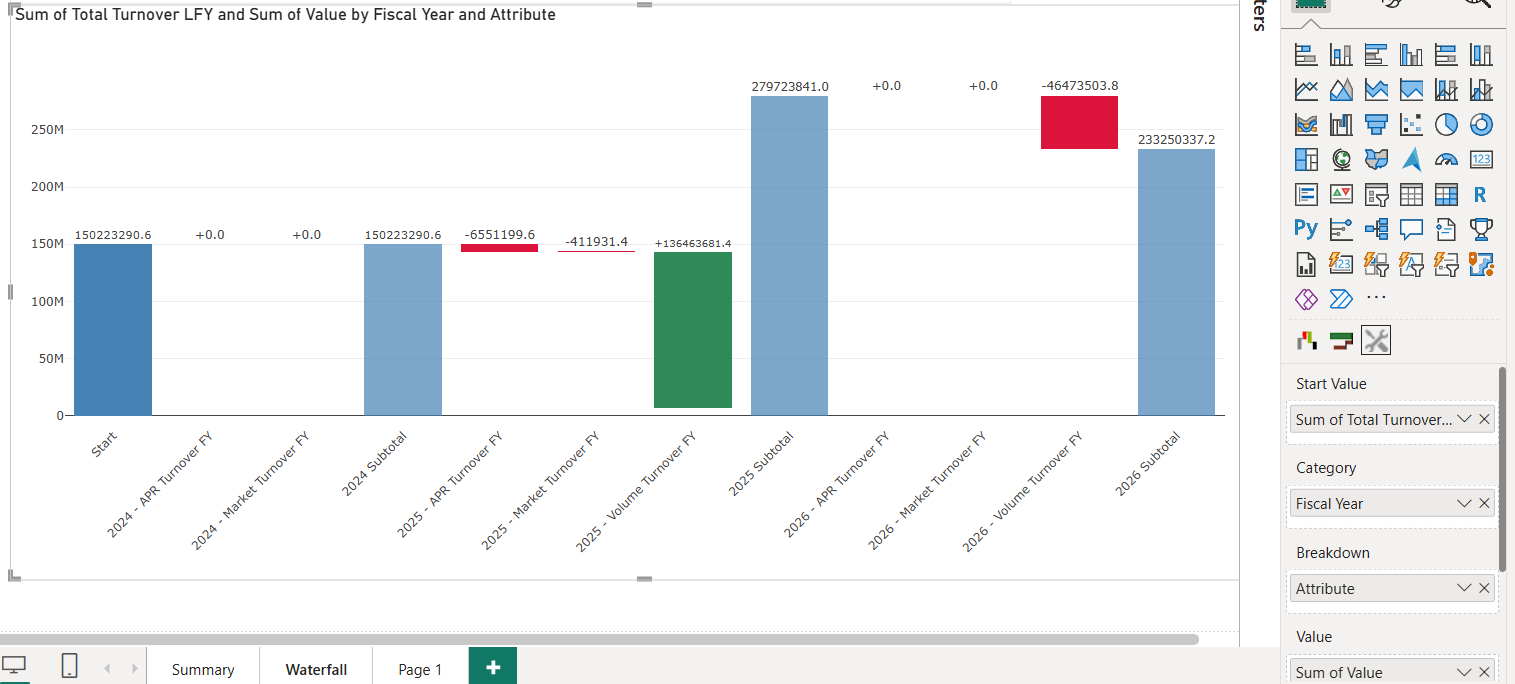 Sum of Total Turnover LFY and Sum of Value by Fiscal Year and Attribute
279723841.0
+0.0
+0.0
-46473503.8
250M
233250337.2
200M
150223290.6
+0.0
+0.0
150223290.6
-6551199.6
-411931.4
+136463681.4
150M
100M
50M
0
Start
2024 - APR Turnover FY
2024 - Market Turnover FY
2024 Subtotal
2025 - APR Turnover FY
2025 - Market Turnover FY
2025 - Volume Turnover FY
2025 Subtotal
2026 - APR Turnover FY
2026 - Market Turnover FY
2026 - Volume Turnover FY
2026 Subtotal
ters
123
R
Py
123
Start Value
Sum of Total Turnover...
Category
Fiscal Year
Breakdown
Attribute
Value
Sum of Value
Summary
Waterfall
Page 1